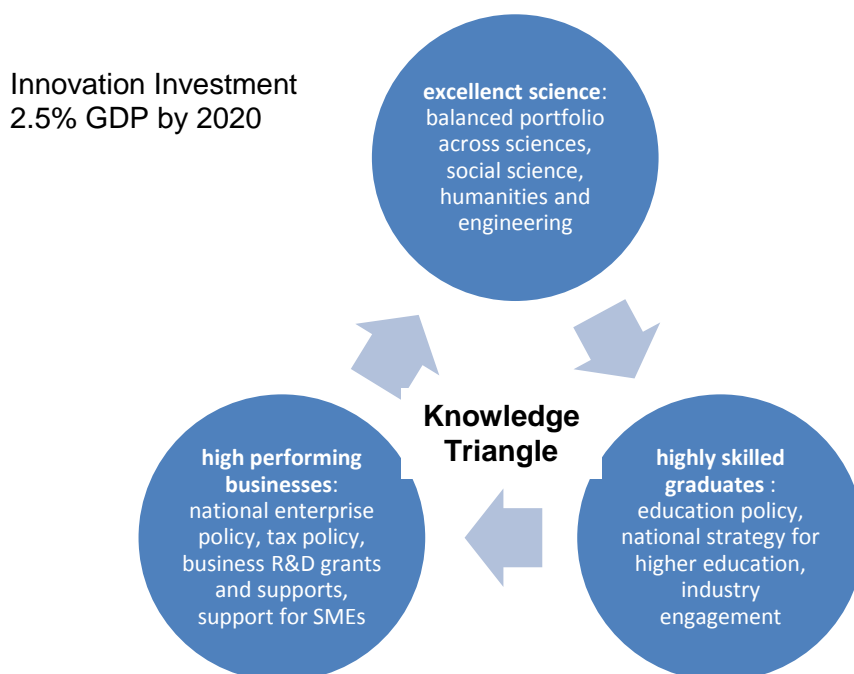 Innovation Investment
2.5% GDP by 2020
excellenct science:
balanced portfolio
across sciences,
social science,
humanities and
engineering
Knowledge
Triangle
high performing
businesses:
national enterprise
policy, tax policy,
business R&D grants
and supports,
support for SMEs
highly skilled
graduates :
education policy,
national strategy for
higher education,
industry
engagement